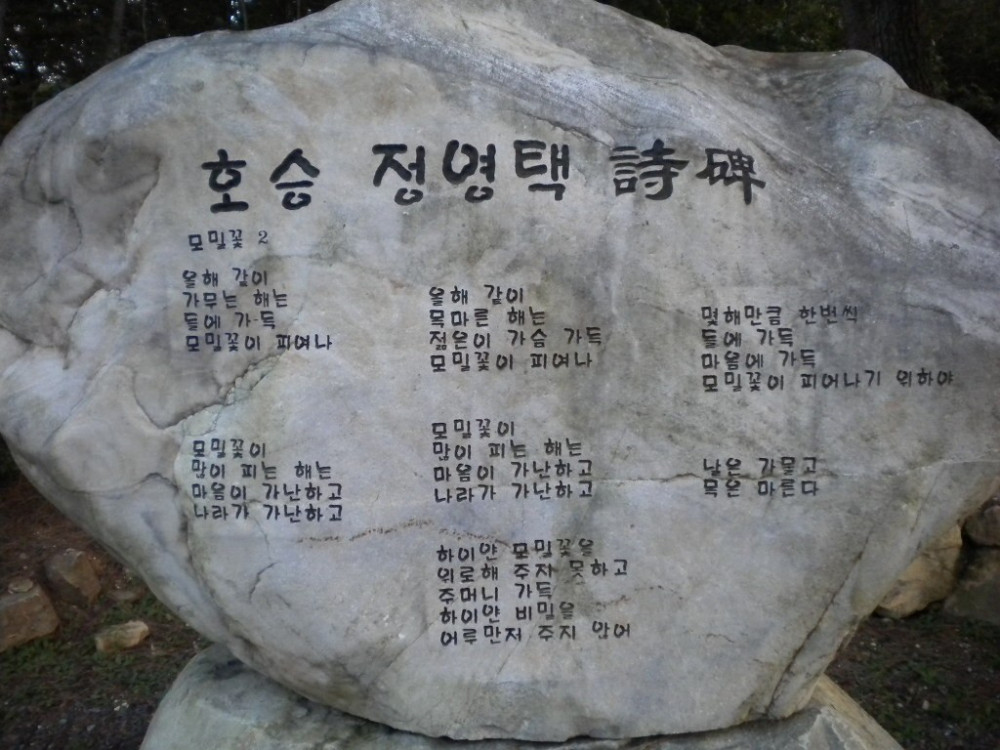 호승 정영택 詩碑
모밀꽃 2
올해 같이
가무는 해는
들에 가득
모밀꽃이 피여나
모밀꽃이
많이 피는 해는
마음이 가난하고
나라가 가난하고
올해 같이
목마른 해는
젊은이 가슴 가득
모밀꽃이 피여나
모밀꽃이
많이 피는 해는
마음이 가난하고
나라가 가난하고
하이얀 모밀꽃을
위로해 주자 못하고
주머니 가득
하이얀 비밀을
어루만저 주지 안어
몇해만큼 한번씩
들에 가득
마음에 가득
모밀꽃이 피어나기 위하야
날은 가물고
목은 마른다